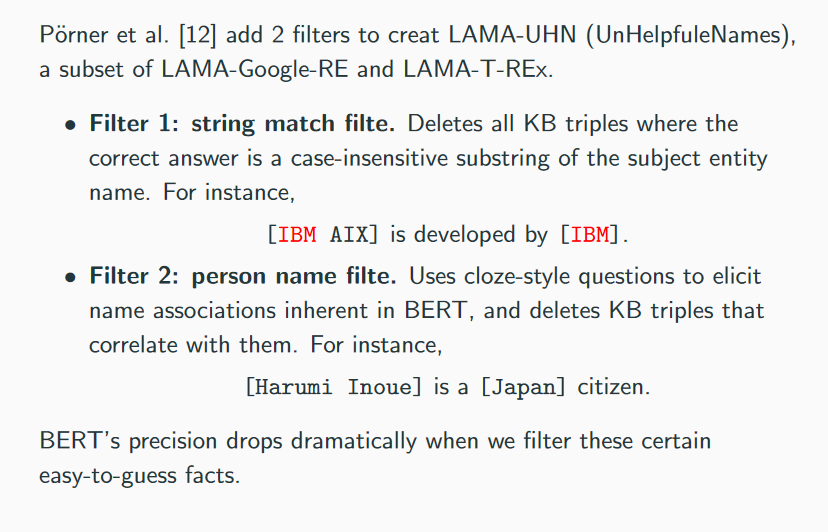 Pörner et al. [12] add 2 filters to creat LAMA-UHN (UnHelpfuleNames),
a subset of LAMA-Google-RE and LAMA-T-REx.
• Filter 1: string match filte. Deletes all KB triples where the
correct answer is a case-insensitive substring of the subject entity
name. For instance,
[IBM AIX] is developed by [IBM].
• Filter 2: person name filte. Uses cloze-style questions to elicit
name associations inherent in BERT, and deletes KB triples that
correlate with them. For instance,
[Harumi Inoue] is a [Japan] citizen.
BERT's precision drops dramatically when we filter these certain
easy-to-guess facts.